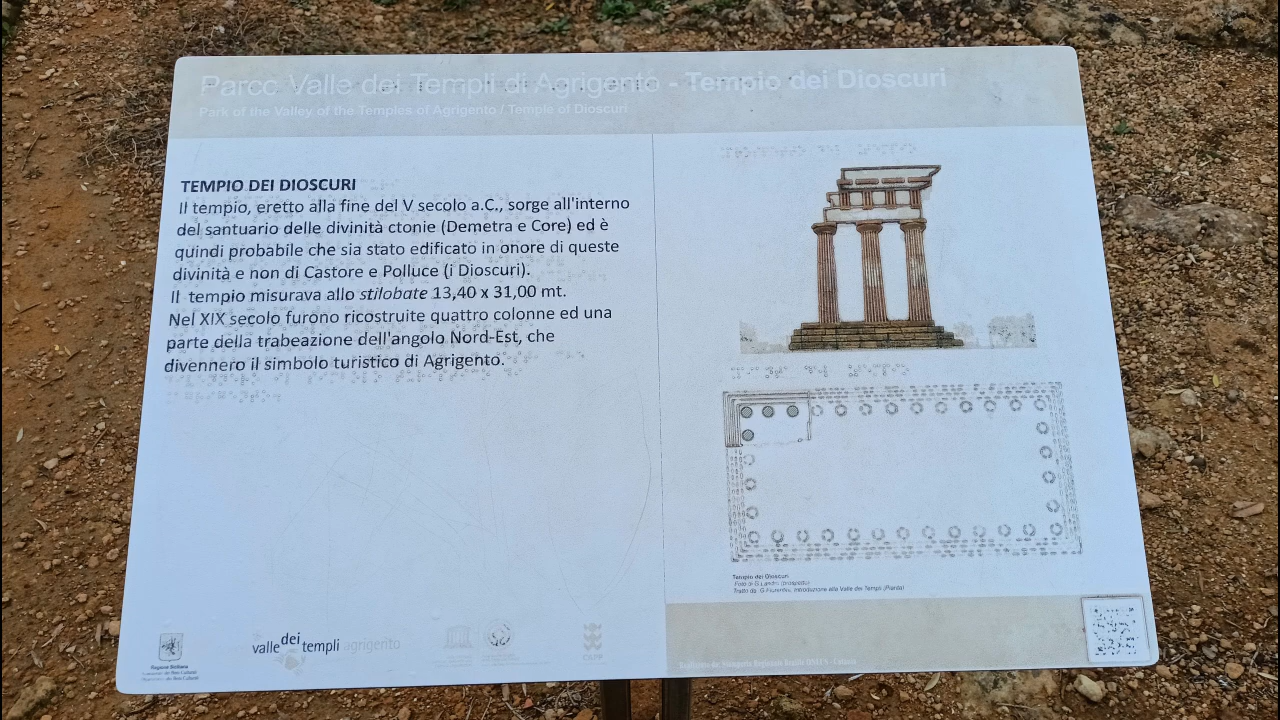 Parco Valle dei Templi di Agrigento - Tempio dei Dioscuri
Park of the Valley of the Temples of Agrigento / Temple of Dioscuri
TEMPIO DEI DIOSCURI
Il tempio, eretto alla fine del V secolo a.C., sorge all'interno
del santuario delle divinità ctonie (Demetra e Core) ed è
quindi probabile che sia stato edificato in onore di queste
divinità e non di Castore e Polluce (i Dioscuri).
Il tempio misurava allo stilobate 13,40 x 31,00 mt.
Nel XIX secolo furono ricostruite quattro colonne ed una
parte della trabeazione dell'angolo Nord-Est, che
divennero il simbolo turistico di Agrigento.
Tempio dei Dioscuri
Foto di G.Landro (prospetto)
Tratto da: G.Fiorentini, Introduzione alla Valle dei Templi (Pianta)
Regione Siciliana
valle dei templi agrigento